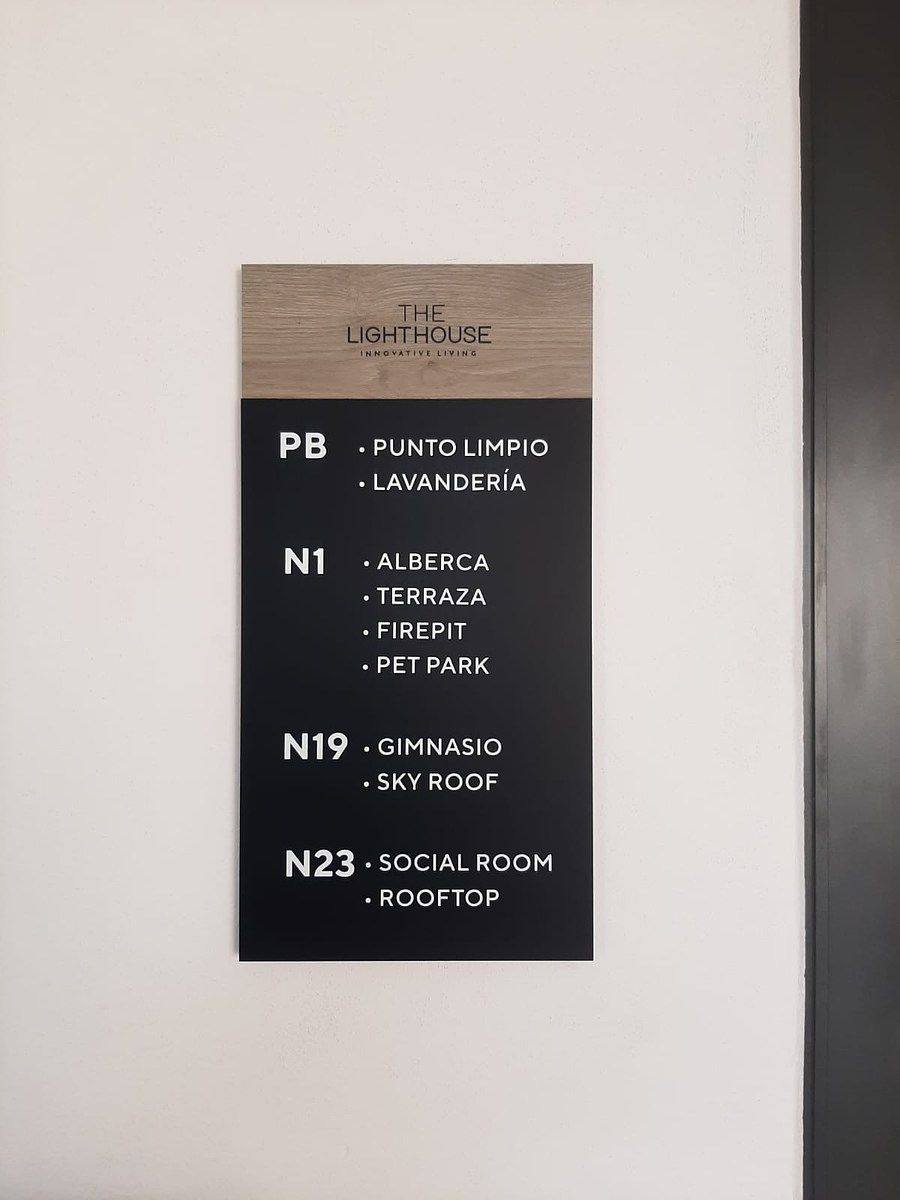 THE
LIGHTHOUSE
INNOVATIVE LIVING
PB • PUNTO LIMPIO
• LAVANDERÍA
N1 • ALBERCA
• TERRAZA
• FIREPIT
• PET PARK
N19 • GIMNASIO
• SKY ROOF
N23 • SOCIAL ROOM
• ROOFTOP